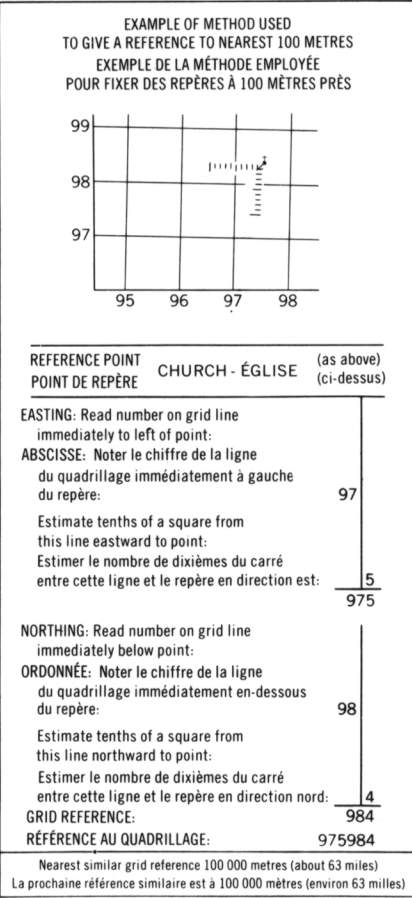 EXAMPLE OF METHOD USED
TO GIVE A REFERENCE TO NEAREST 100 METRES
EXEMPLE DE LA MÉTHODE EMPLOYÉE
POUR FIXER DES REPÈRES À 100 MÈTRES PRÈS
99
98
97
95 96 97 98
REFERENCE POINT
POINT DE REPÈRE
CHURCH - ÉGLISE
(as above)
(ci-dessus)
EASTING: Read number on grid line
immediately to left of point:
ABSCISSE: Noter le chiffre de la ligne
du quadrillage immédiatement à gauche
du repère: 97
Estimate tenths of a square from
this line eastward to point:
Estimer le nombre de dixièmes du carré
entre cette ligne et le repère en direction est: 5
975
NORTHING: Read number on grid line
immediately below point:
ORDONNÉE: Noter le chiffre de la ligne
du quadrillage immédiatement en-dessous
du repère: 98
Estimate tenths of a square from
this line northward to point:
Estimer le nombre de dixièmes du carré
entre cette ligne et le repère en direction nord: 4
GRID REFERENCE: 984
RÉFÉRENCE AU QUADRILLAGE: 975984
Nearest similar grid reference 100 000 metres (about 63 miles)
La prochaine référence similaire est à 100 000 mètres (environ 63 milles)